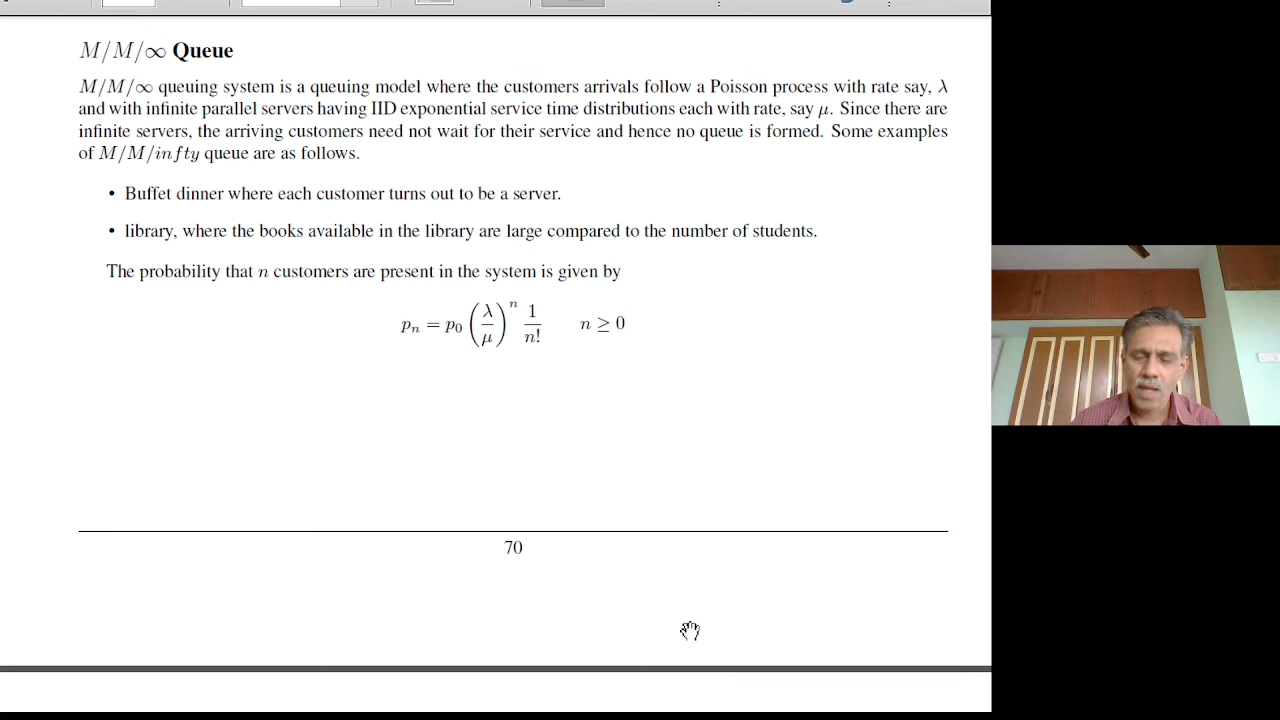 M/M/∞ Queue
M/M/∞ queuing system is a queuing model where the customers arrivals follow a Poisson process with rate say, λ
and with infinite parallel servers having IID exponential service time distributions each with rate, say μ. Since there are
infinite servers, the arriving customers need not wait for their service and hence no queue is formed. Some examples
of M/M/infty queue are as follows.
• Buffet dinner where each customer turns out to be a server.
• library, where the books available in the library are large compared to the number of students.
The probability that n customers are present in the system is given by
pₙ = p₀ (λ/μ)ⁿ 1/n! n ≥ 0
70